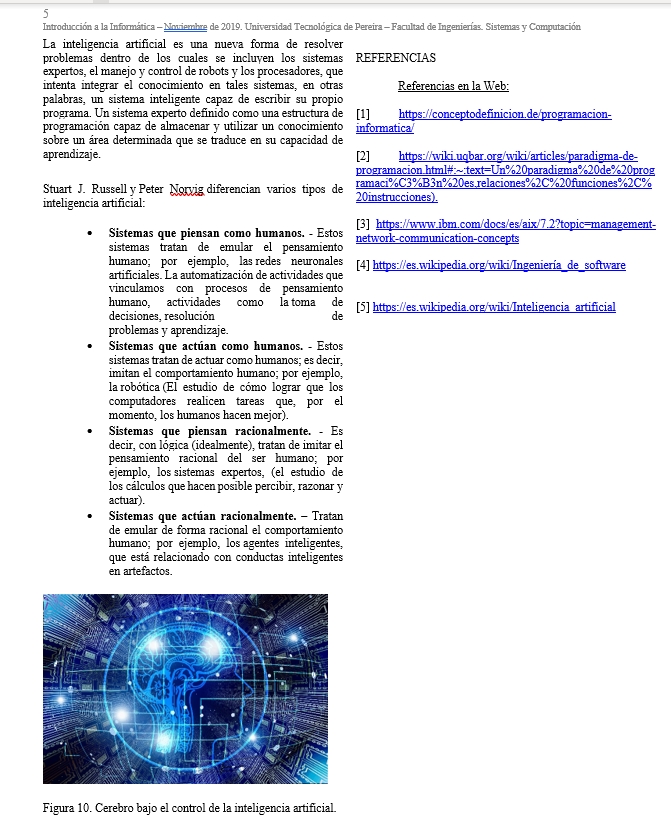 5
Introducción a la Informática – Noviembre de 2019. Universidad Tecnológica de Pereira – Facultad de Ingenierías. Sistemas y Computación
La inteligencia artificial es una nueva forma de resolver
problemas dentro de los cuales se incluyen los sistemas
expertos, el manejo y control de robots y los procesadores, que
intenta integrar el conocimiento en tales sistemas, en otras
palabras, un sistema inteligente capaz de escribir su propio
programa. Un sistema experto definido como una estructura de
programación capaz de almacenar y utilizar un conocimiento
sobre un área determinada que se traduce en su capacidad de
aprendizaje.
Stuart J. Russell y Peter Norvig diferencian varios tipos de
inteligencia artificial:
• Sistemas que piensan como humanos. - Estos
sistemas tratan de emular el pensamiento
humano; por ejemplo, las redes neuronales
artificiales. La automatización de actividades que
vinculamos con procesos de pensamiento
humano, actividades como la toma de
decisiones, resolución de
problemas y aprendizaje.
• Sistemas que actúan como humanos. - Estos
sistemas tratan de actuar como humanos; es decir,
imitan el comportamiento humano; por ejemplo,
la robótica (El estudio de cómo lograr que los
computadores realicen tareas que, por el
momento, los humanos hacen mejor).
• Sistemas que piensan racionalmente. - Es
decir, con lógica (idealmente), tratan de imitar el
pensamiento racional del ser humano; por
ejemplo, los sistemas expertos, (el estudio de
los cálculos que hacen posible percibir, razonar y
actuar).
• Sistemas que actúan racionalmente. – Tratan
de emular de forma racional el comportamiento
humano; por ejemplo, los agentes inteligentes,
que está relacionado con conductas inteligentes
en artefactos.
Figura 10. Cerebro bajo el control de la inteligencia artificial.
REFERENCIAS
Referencias en la Web:
[1] https://conceptodefinicion.de/programacion-
informatica/
[2] https://wiki.uqbar.org/wiki/articles/paradigma-de-
programacion.html#:~:text=Un%20paradigma%20de%20prog
ramaci%C3%B3n%20es,relaciones%2C%20funciones%2C%
20instrucciones).
[3] https://www.ibm.com/docs/es/aix/7.2?topic=management-
network-communication-concepts
[4] https://es.wikipedia.org/wiki/Ingeniería_de_software
[5] https://es.wikipedia.org/wiki/Inteligencia_artificial